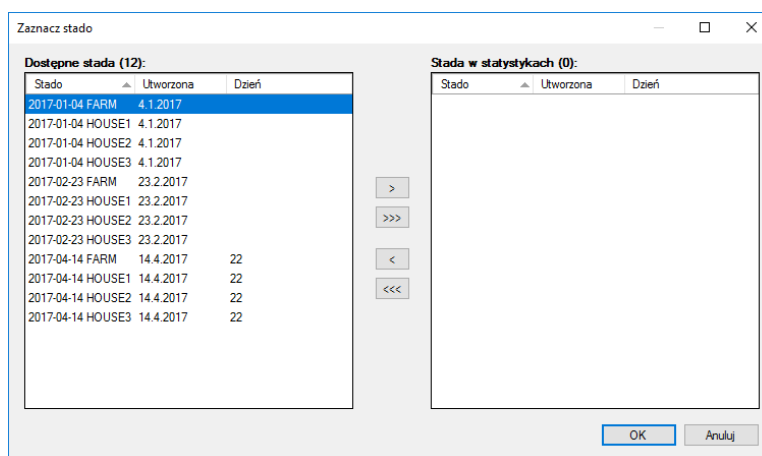 Zaznacz stado
Dostępne stada (12):
Stado Utworzona Dzień
2017-01-04 FARM 4.1.2017
2017-01-04 HOUSE1 4.1.2017
2017-01-04 HOUSE2 4.1.2017
2017-01-04 HOUSE3 4.1.2017
2017-02-23 FARM 23.2.2017
2017-02-23 HOUSE1 23.2.2017
2017-02-23 HOUSE2 23.2.2017
2017-02-23 HOUSE3 23.2.2017
2017-04-14 FARM 14.4.2017 22
2017-04-14 HOUSE1 14.4.2017 22
2017-04-14 HOUSE2 14.4.2017 22
2017-04-14 HOUSE3 14.4.2017 22
>
>>>
<
<<<
Stada w statystykach (0):
Stado Utworzona Dzień
OK Anuluj